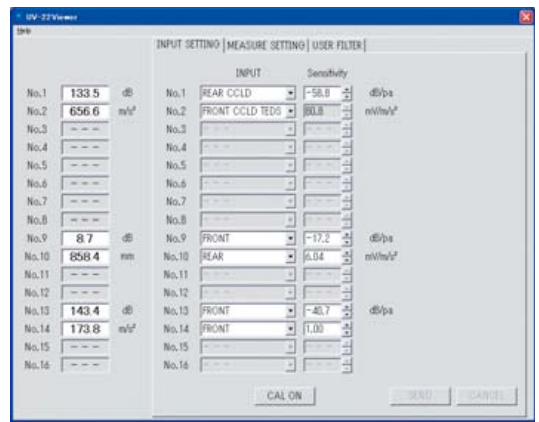 UV-22Viewer
Help
INPUT SETTING MEASURE SETTING USER FILTER
INPUT Sensitivity
No.1 133.5 dB No.1 REAR CCLD -58.8 dB/pa
No.2 656.6 m/s² No.2 FRONT CCLD TEDS 80.8 mV/m/s²
No.3 --- No.3 --- ---
No.4 --- No.4 --- ---
No.5 --- No.5 --- ---
No.6 --- No.6 --- ---
No.7 --- No.7 --- ---
No.8 --- No.8 --- ---
No.9 8.7 dB No.9 FRONT -17.2 dB/pa
No.10 858.4 mm No.10 REAR 6.04 mV/m/s²
No.11 --- No.11 --- ---
No.12 --- No.12 --- ---
No.13 143.4 dB No.13 FRONT -40.7 dB/pa
No.14 173.8 m/s² No.14 FRONT 1.00
No.15 --- No.15 --- ---
No.16 --- No.16 --- ---
CAL ON SEND CANCEL